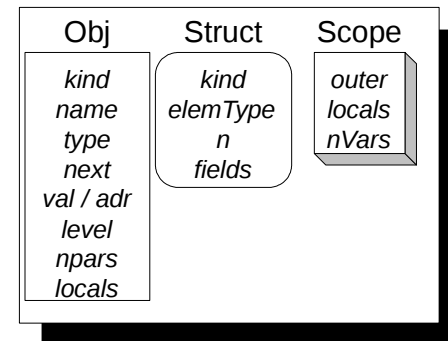 Obj
kind
name
type
next
val / adr
level
npars
locals
Struct
kind
elemType
n
fields
Scope
outer
locals
nVars